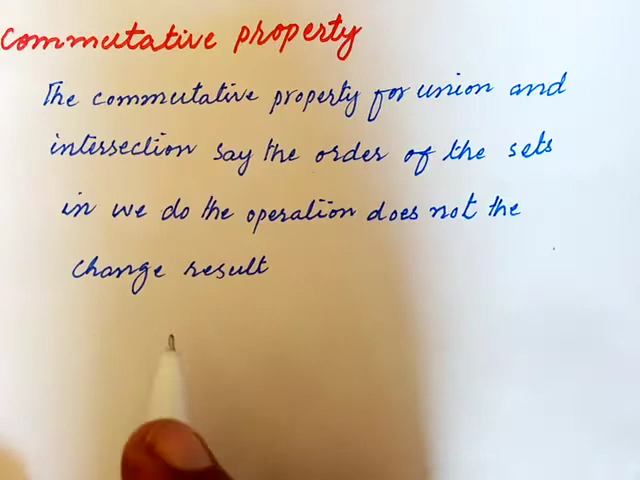 commutative property
The commutative property for union and
interssection say the order of the sets
in we do the operation does not the
change result